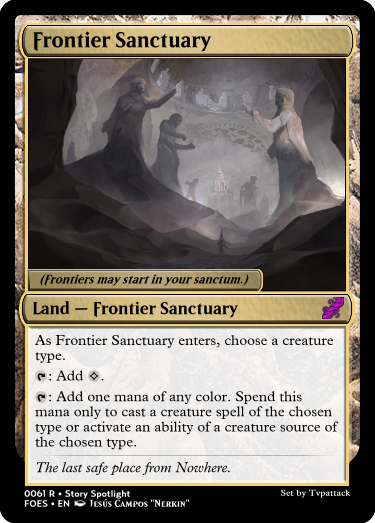 Frontier Sanctuary
(Frontiers may start in your sanctum.)
Land — Frontier Sanctuary
As Frontier Sanctuary enters, choose a creature
type.
: Add .
: Add one mana of any color. Spend this
mana only to cast a creature spell of the chosen
type or activate an ability of a creature source of
the chosen type.
The last safe place from Nowhere.
0061 R • Story Spotlight
Set by Tvpattack
FOES • EN Jesús Campos "Nerkin"